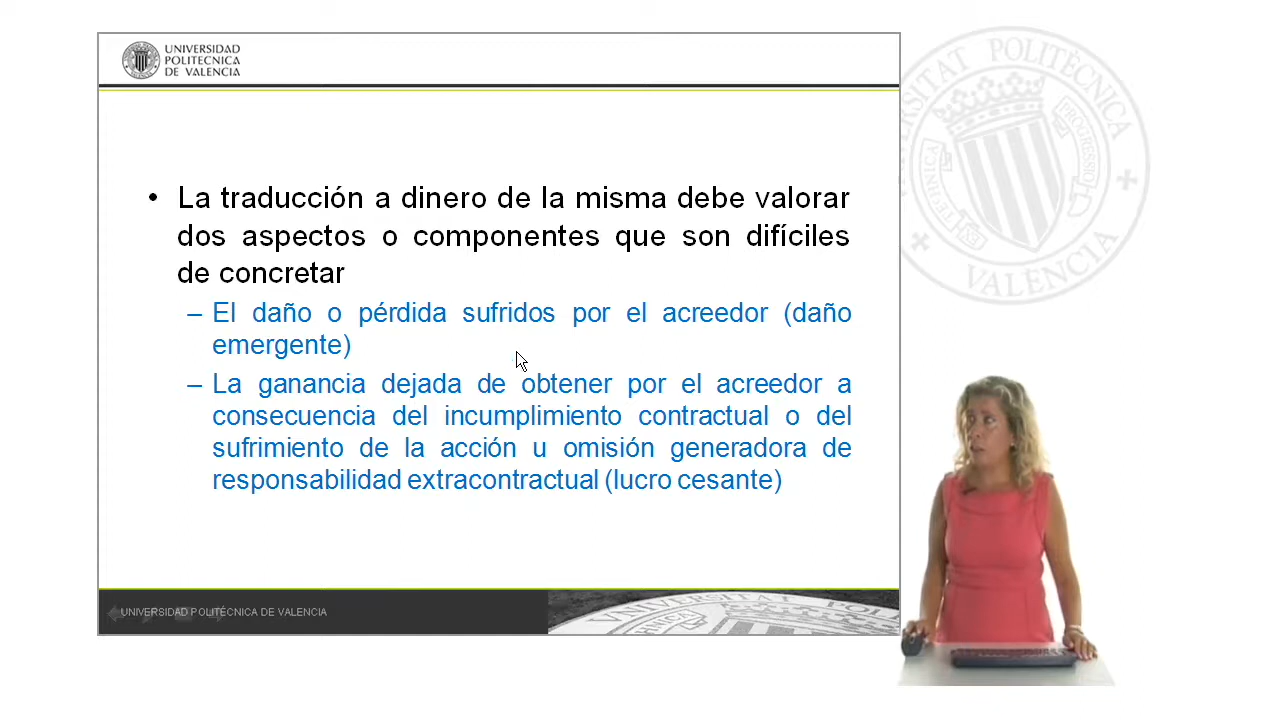 UNIVERSIDAD
POLITECNICA
DE VALENCIA
• La traducción a dinero de la misma debe valorar
dos aspectos o componentes que son difíciles
de concretar
– El daño o pérdida sufridos por el acreedor (daño
emergente)
– La ganancia dejada de obtener por el acreedor a
consecuencia del incumplimiento contractual o del
sufrimiento de la acción u omisión generadora de
responsabilidad extracontractual (lucro cesante)
UNIVERSIDAD POLITÉCNICA DE VALENCIA
POLITÈCNICA
VALÈNCIA